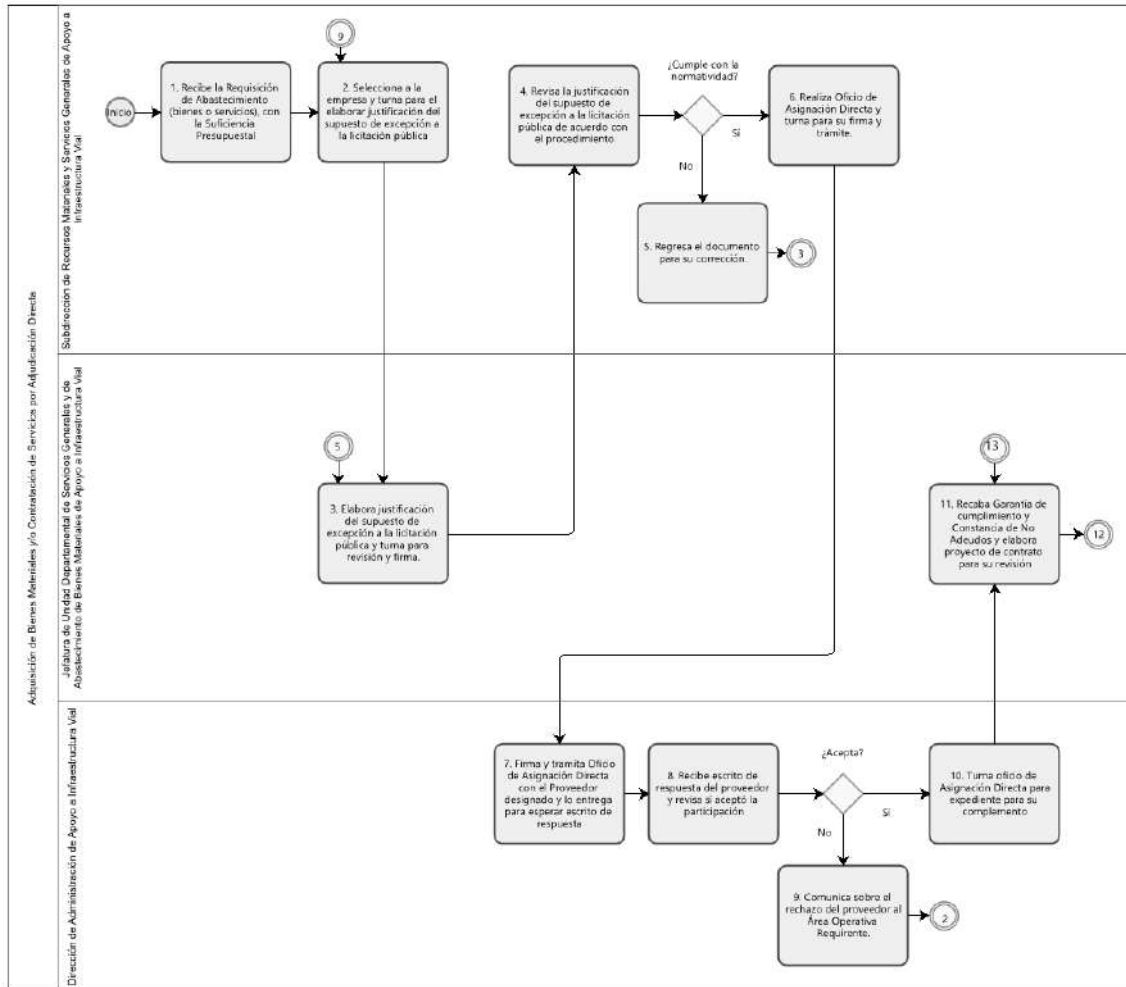 Adquisición de Bienes Materiales y/o Contratación de Servicios por Adjudicación Directa
Subdirección de Recursos Materiales y Servicios Generales de Apoyo a
Infraestructura Vial
Inicio
1. Recibe la Requisición
de Abastecimiento
(bienes o servicios), con
la Suficiencia
Presupuestal
9
2. Selecciona a la
empresa y turna para el
elaborar justificación del
supuesto de excepción a
la licitación pública
4. Revisa la justificación
del supuesto de
excepción a la licitación
pública de acuerdo con
el procedimiento
¿Cumple con la
normatividad?
Sí
No
6. Realiza Oficio de
Asignación Directa y
turna para su firma y
trámite.
5. Regresa el documento
para su corrección.
3
Jefatura de Unidad Departamental de Servicios Generales y de
Abastecimiento de Bienes Materiales de Apoyo a Infraestructura Vial
5
3. Elabora justificación
del supuesto de
excepción a la licitación
pública y turna para
revisión y firma.
13
11. Recaba Garantía de
cumplimiento y
Constancia de No
Adeudos y elabora
proyecto de contrato
para su revisión
12
Dirección de Administración de Apoyo a Infraestructura Vial
7. Firma y tramita Oficio
de Asignación Directa
con el Proveedor
designado y lo entrega
para esperar escrito de
respuesta
8. Recibe escrito de
respuesta del proveedor
y revisa si aceptó la
participación
¿Acepta?
Sí
No
10. Turna oficio de
Asignación Directa para
expediente para su
complemento
9. Comunica sobre el
rechazo del proveedor al
Área Operativa
Requirente.
2